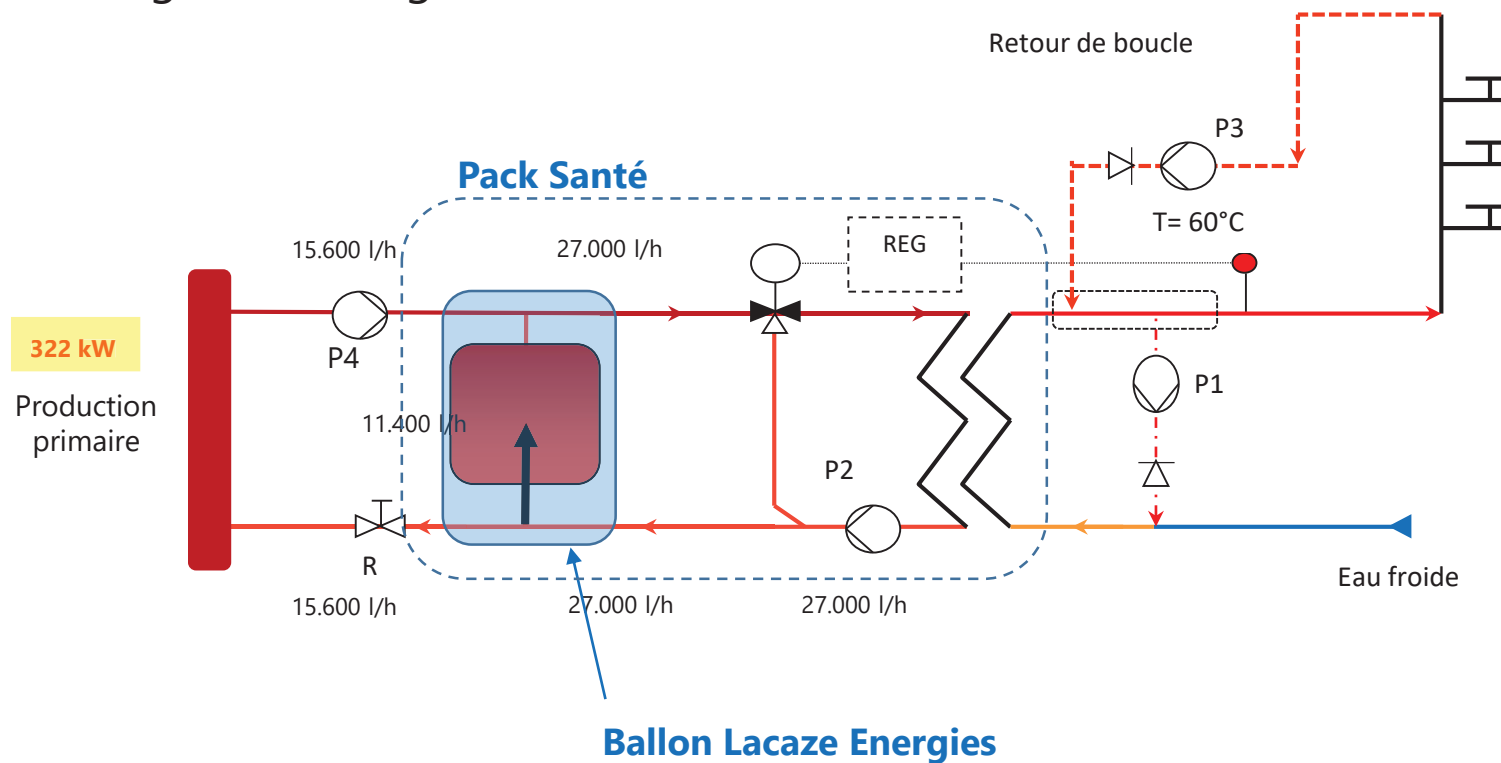 Retour de boucle
P3
Pack Santé
T= 60°C
15.600 l/h
27.000 l/h
REG
322 kW
P4
Production
primaire
11.400 l/h
P1
P2
R
Eau froide
15.600 l/h
27.000 l/h
27.000 l/h
Ballon Lacaze Energies